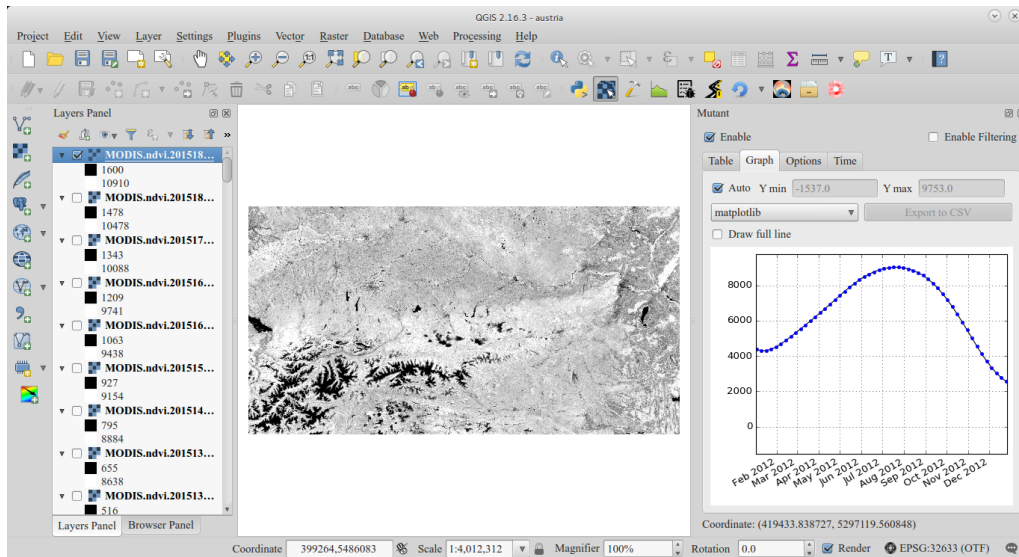 QGIS 2.16.3 - austria
Project Edit View Layer Settings Plugins Vector Raster Database Web Processing Help
Layers Panel
MODIS.ndvi.201518...
1600
10910
MODIS.ndvi.201518...
1478
10478
MODIS.ndvi.201517...
1343
10088
MODIS.ndvi.201516...
1209
9741
MODIS.ndvi.201516...
1063
9438
MODIS.ndvi.201515...
927
9154
MODIS.ndvi.201514...
795
8884
MODIS.ndvi.201513...
655
8638
MODIS.ndvi.201513...
516
Layers Panel Browser Panel
Mutant
Enable Enable Filtering
Table Graph Options Time
Auto Y min -1537.0 Y max 9753.0
matplotlib Export to CSV
Draw full line
8000
6000
4000
2000
0
Feb 2012 Mar 2012 Apr 2012 May 2012 Jun 2012 Jul 2012 Aug 2012 Sep 2012 Oct 2012 Nov 2012 Dec 2012
Coordinate: (419433.838727, 5297119.560848)
Coordinate 399264,5486083 Scale 1:4,012,312 Magnifier 100% Rotation 0.0 Render EPSG:32633 (OTF)